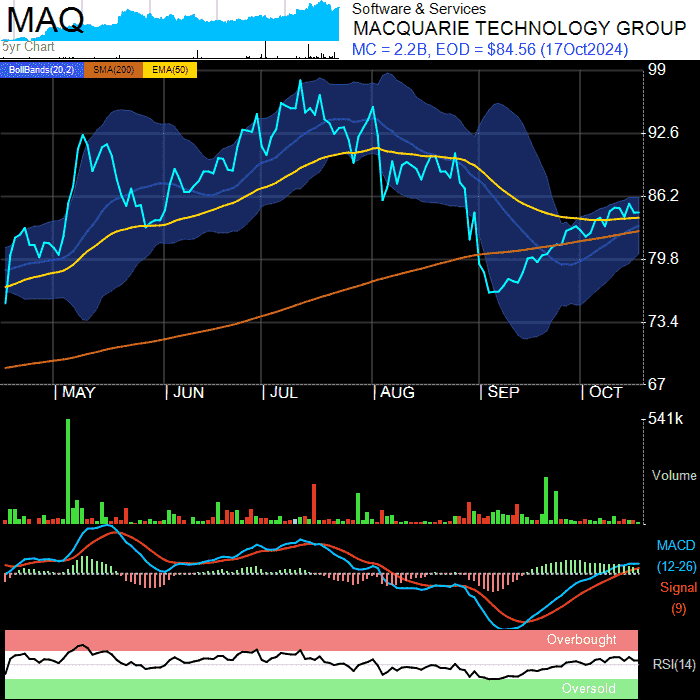 MAQ
5yr Chart
Software & Services
MACQUARIE TECHNOLOGY GROUP
MC = 2.2B, EOD = $84.56 (17Oct2024)
BollBands(20,2) SMA(200) EMA(50)
99
92.6
86.2
79.8
73.4
67
MAY JUN JUL AUG SEP OCT
541k
Volume
MACD
(12-26)
Signal
(9)
Overbought
RSI(14)
Oversold